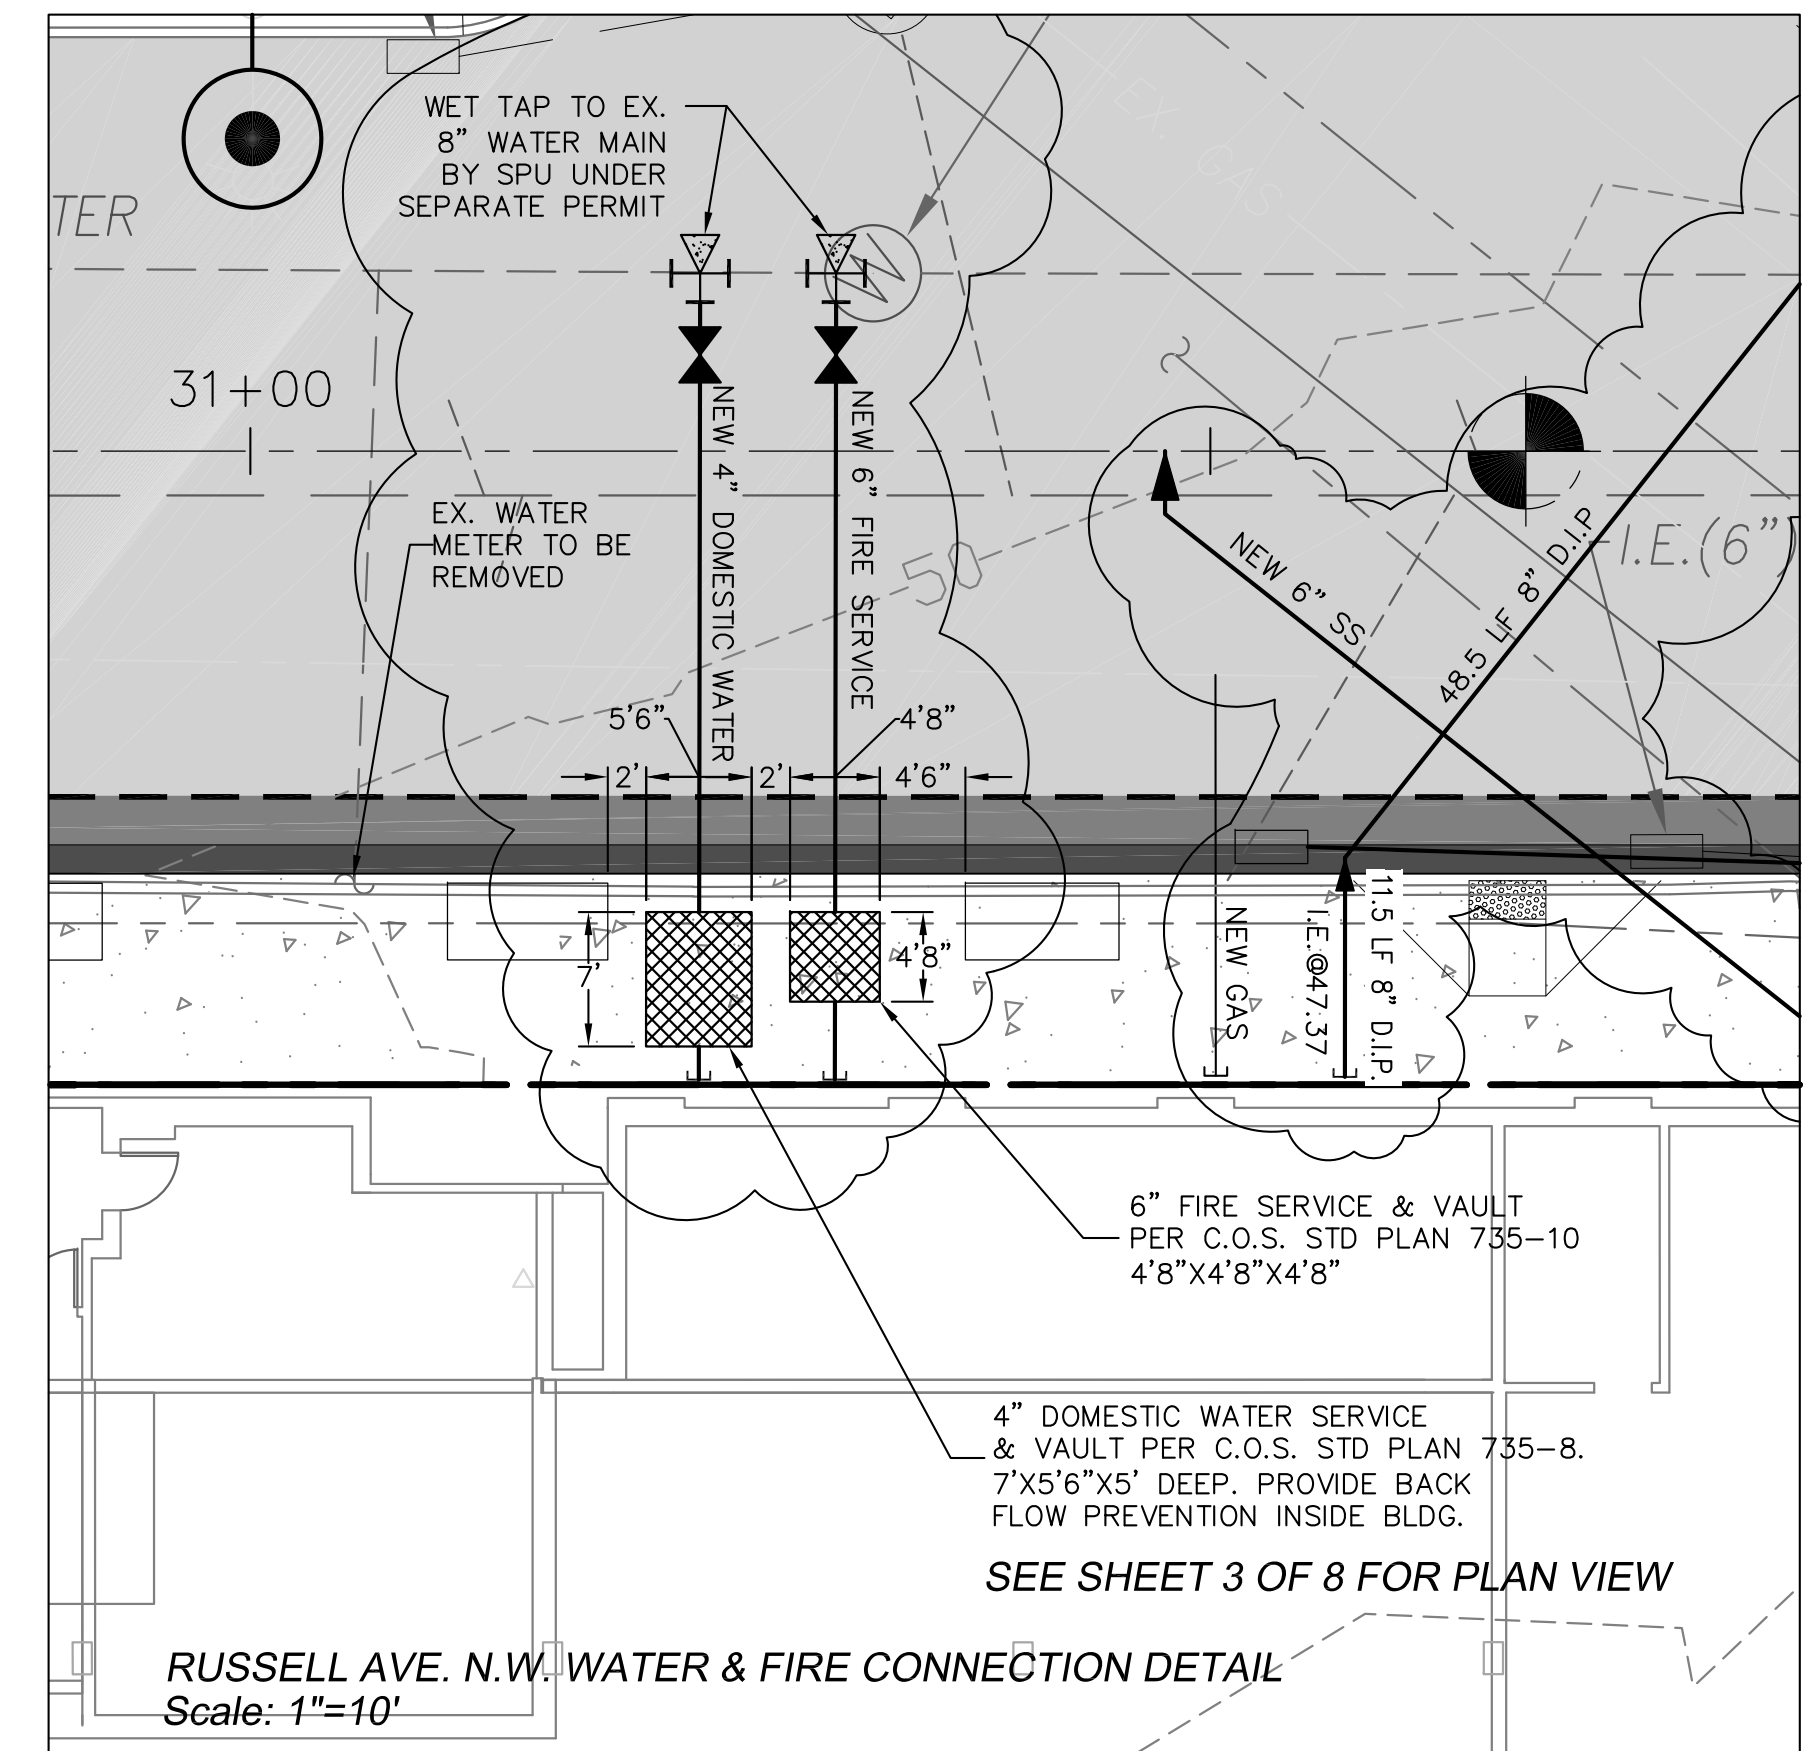 WET TAP TO EX.
8" WATER MAIN
BY SPU UNDER
SEPARATE PERMIT
EX GAS
TER
31+00
EX. WATER
METER TO BE
REMOVED
NEW 4" DOMESTIC WATER
NEW 6" FIRE SERVICE
50
NEW 6" SS
48.5 LF 8" D.I.P
I.E.(6")
5'6"
4'8"
2'
2'
4'6"
7'
4'8"
NEW GAS
I.E.@47.37
11.5 LF 8" D.I.P.
6" FIRE SERVICE & VAULT
PER C.O.S. STD PLAN 735-10
4'8"X4'8"X4'8"
4" DOMESTIC WATER SERVICE
& VAULT PER C.O.S. STD PLAN 735-8.
7'X5'6"X5' DEEP. PROVIDE BACK
FLOW PREVENTION INSIDE BLDG.
SEE SHEET 3 OF 8 FOR PLAN VIEW
RUSSELL AVE. N.W. WATER & FIRE CONNECTION DETAIL
Scale: 1"=10'